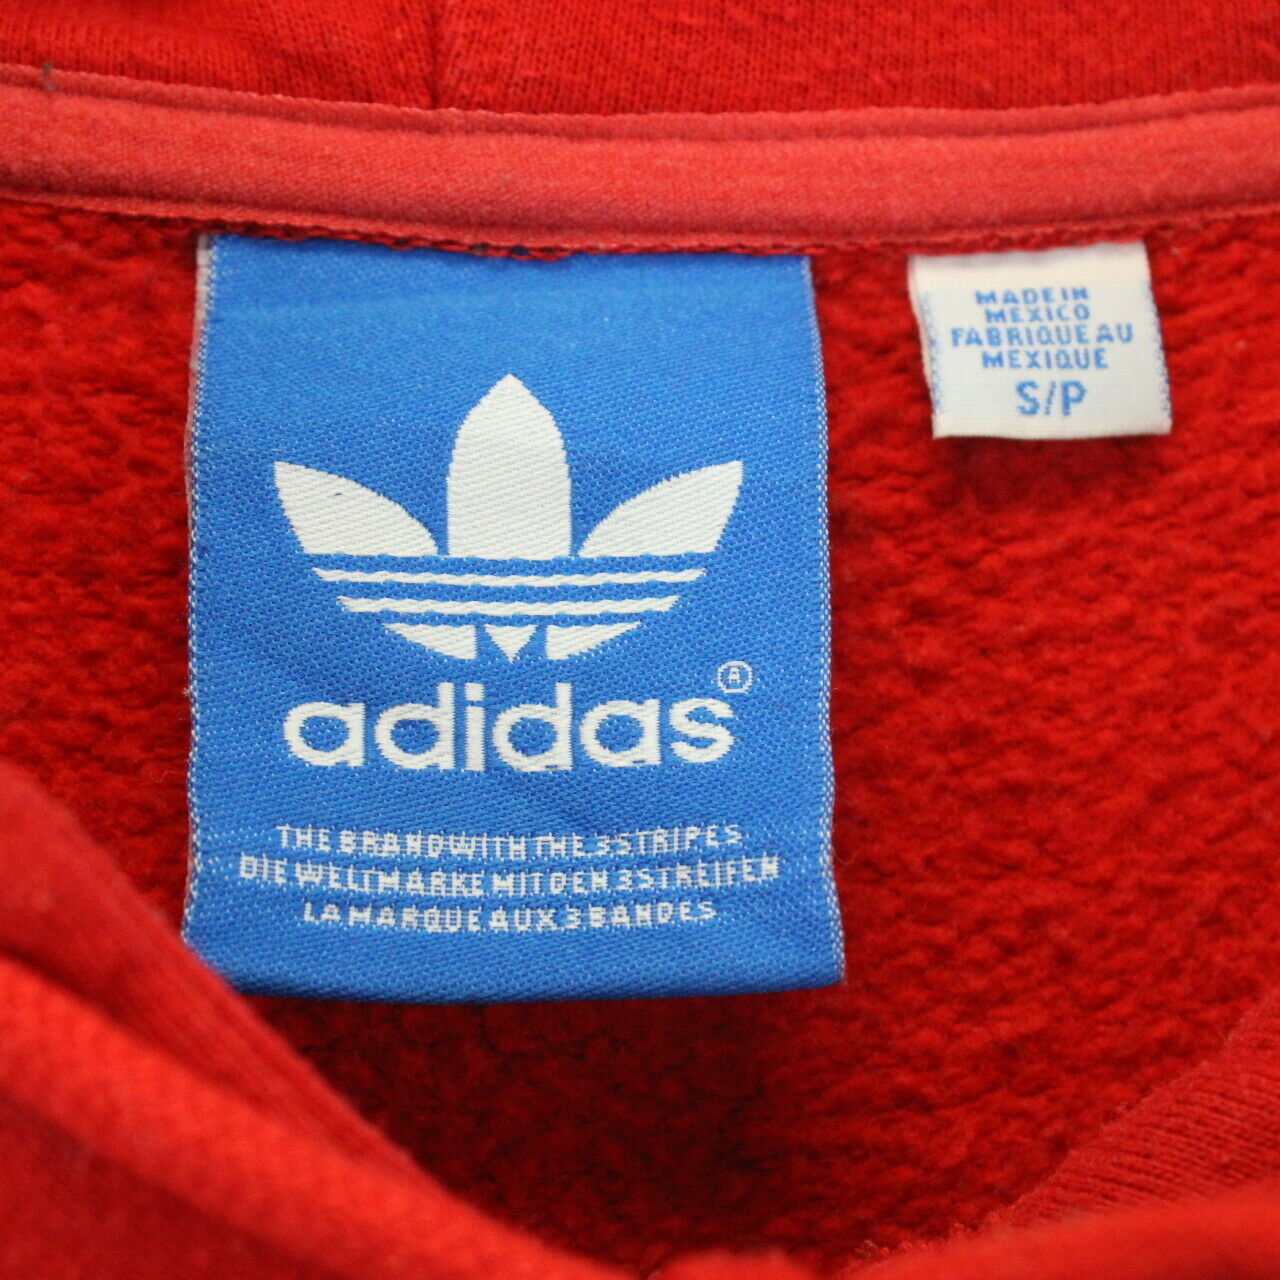 adidas®
THE BRAND WITH THE 3 STRIPES
DIE WELTMARKE MIT DEN 3 STREIFEN
LA MARQUE AUX 3 BANDES
MADE IN
MEXICO
FABRIQUE AU
MEXIQUE
S/P